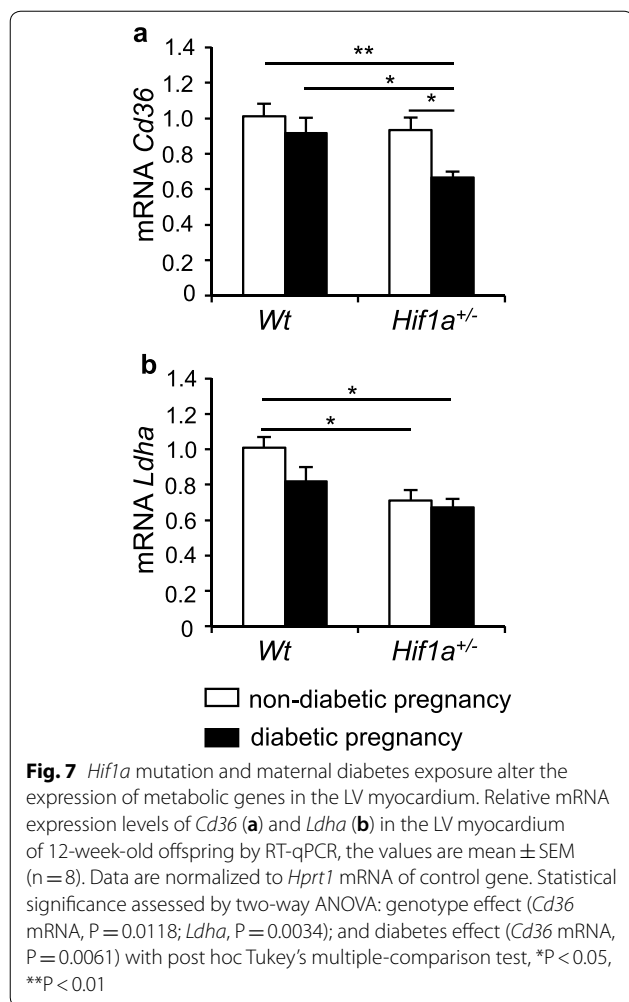 a
1.4
1.2
1.0
0.8
0.6
0.4
0.2
0
mRNA Cd36
**
*
*
Wt
Hif1a+/-
b
1.4
1.2
1.0
0.8
0.6
0.4
0.2
0
mRNA Ldha
*
*
Wt
Hif1a+/-
non-diabetic pregnancy
diabetic pregnancy
Fig. 7 Hif1a mutation and maternal diabetes exposure alter the
expression of metabolic genes in the LV myocardium. Relative mRNA
expression levels of Cd36 (a) and Ldha (b) in the LV myocardium
of 12-week-old offspring by RT-qPCR, the values are mean ± SEM
(n = 8). Data are normalized to Hprt1 mRNA of control gene. Statistical
significance assessed by two-way ANOVA: genotype effect (Cd36
mRNA, P = 0.0118; Ldha, P = 0.0034); and diabetes effect (Cd36 mRNA,
P = 0.0061) with post hoc Tukey's multiple-comparison test, *P < 0.05,
**P < 0.01